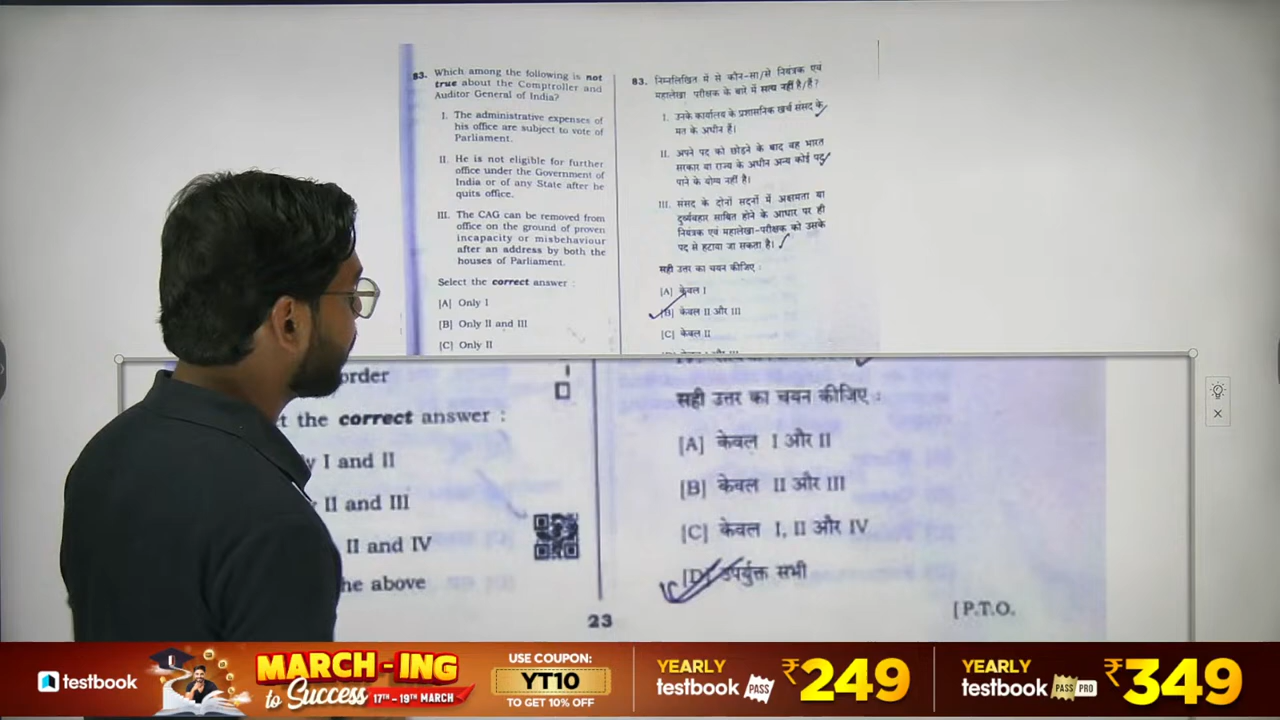 83. Which among the following is not
true about the Comptroller and
Auditor General of India?
I. The administrative expenses of
his office are subject to vote of
Parliament.
II. He is not eligible for further
office under the Government of
India or of any State after he
quits office.
III. The CAG can be removed from
office on the ground of proven
incapacity or misbehaviour
after an address by both the
houses of Parliament.
Select the correct answer :
[A] Only I
[B] Only II and III
[C] Only II
83. निम्नलिखित में से कौन-सा/से नियंत्रक एवं
महालेखा परीक्षक के बारे में सत्य नहीं है/हैं?
I. उनके कार्यालय के प्रशासनिक खर्च संसद के
मत के अधीन हैं।
II. अपने पद को छोड़ने के बाद वह भारत
सरकार या राज्य के अधीन अन्य कोई पद
पाने के योग्य नहीं है।
III. संसद के दोनों सदनों में अक्षमता या
दुर्व्यवहार साबित होने के आधार पर ही
नियंत्रक एवं महालेखा-परीक्षक को उसके
पद से हटाया जा सकता है।
सही उत्तर का चयन कीजिए :
[A] केवल I
[B] केवल II और III
[C] केवल II
order
t the correct answer :
y I and II
II and III
II and IV
he above
23
सही उत्तर का चयन कीजिए :
[A] केवल I और II
[B] केवल II और III
[C] केवल I, II और IV
[D] उपर्युक्त सभी
[ P.T.O.
testbook
MARCH - ING
to Success
17TH - 19TH MARCH
USE COUPON:
YT10
TO GET 10% OFF
YEARLY
testbook PASS
₹249
YEARLY
testbook PASS PRO
₹349